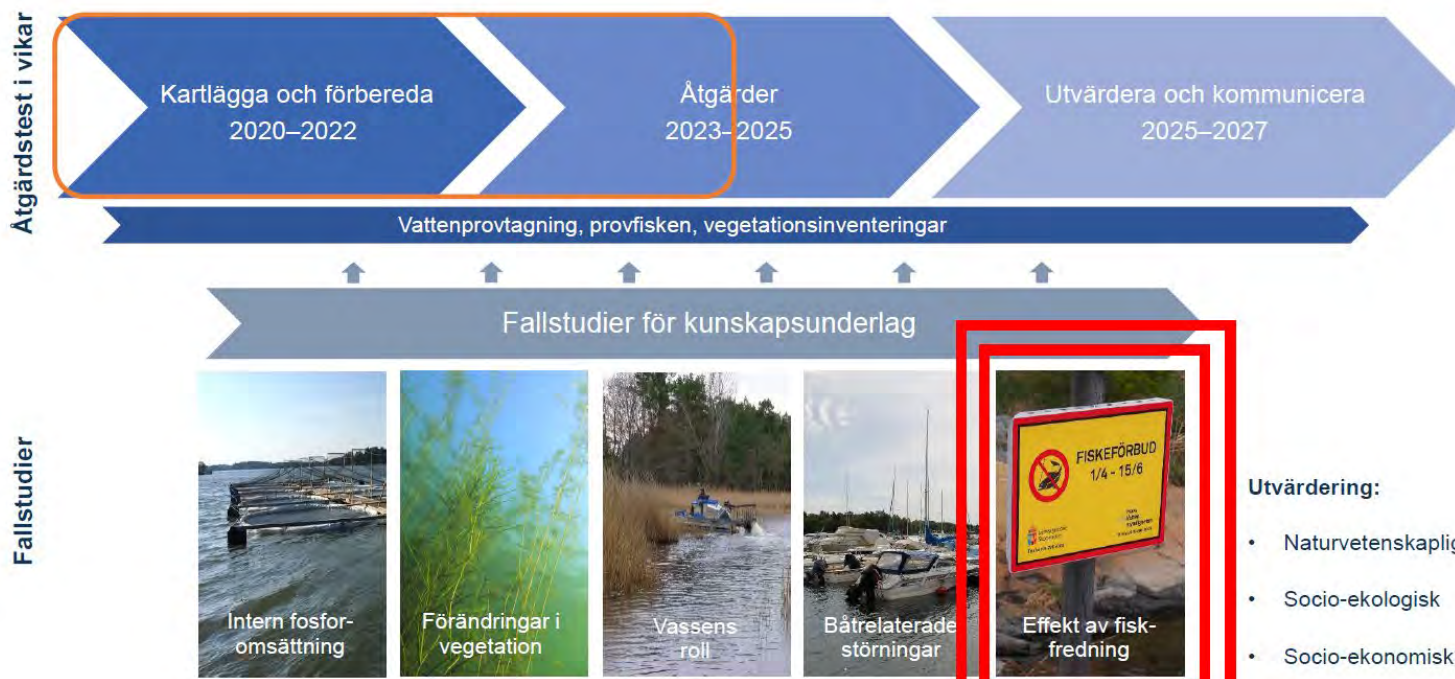 Åtgärdstest i vikar
Kartlägga och förbereda
2020–2022
Åtgärder
2023–2025
Utvärdera och kommunicera
2025–2027
Vattenprovtagning, provfisken, vegetationsinventeringar
Fallstudier för kunskapsunderlag
Fallstudier
Intern fosfor-
omsättning
Förändringar i
vegetation
Vassens
roll
Båtrelaterade
störningar
FISKEFÖRBUD
1/4 - 15/6
Effekt av fisk-
fredning
Utvärdering:
• Naturvetenskaplig
• Socio-ekologisk
• Socio-ekonomisk